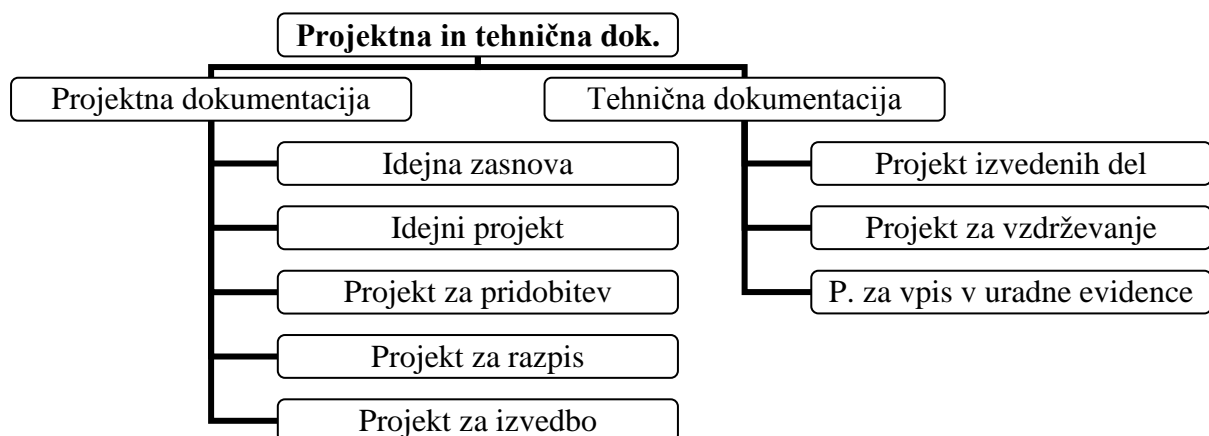 Projektna in tehnična dok.
Projektna dokumentacija
Tehnična dokumentacija
Idejna zasnova
Idejni projekt
Projekt za pridobitev
Projekt za razpis
Projekt za izvedbo
Projekt izvedenih del
Projekt za vzdrževanje
P. za vpis v uradne evidence